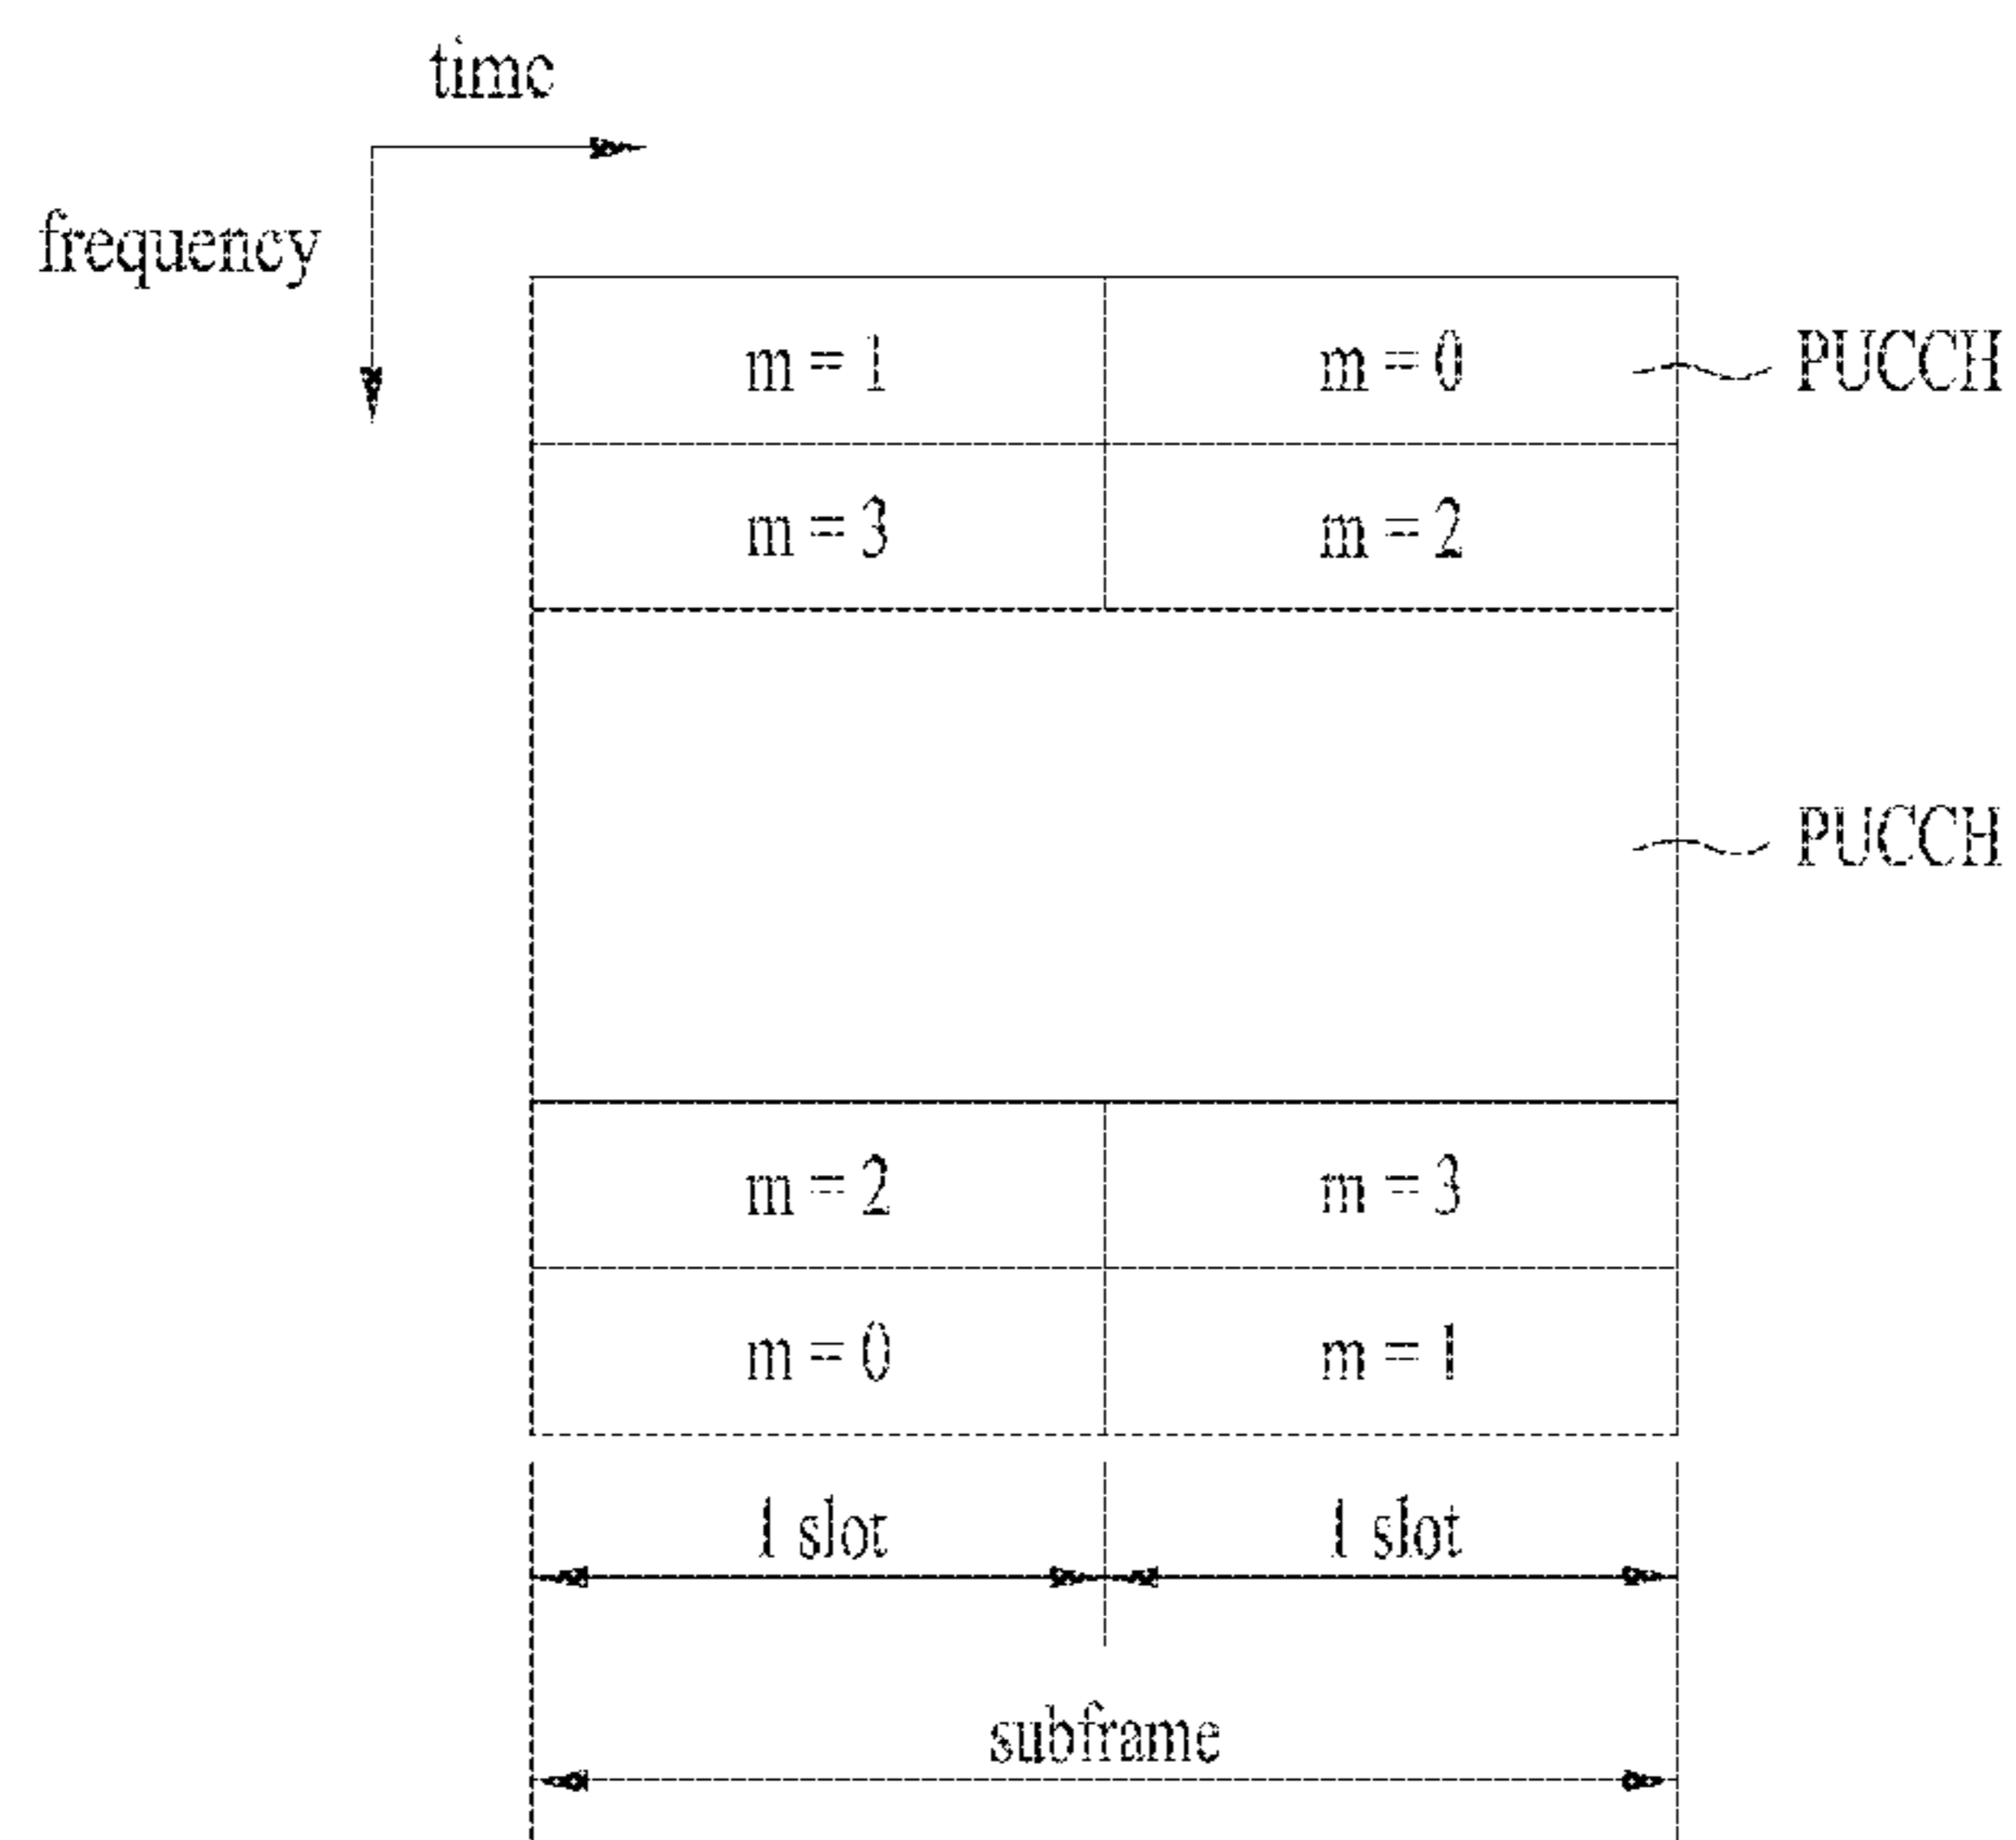 time
frequency
m = 1
m = 0
PUCCH
m = 3
m = 2
PUCCH
m = 2
m = 3
m = 0
m = 1
1 slot
1 slot
subframe